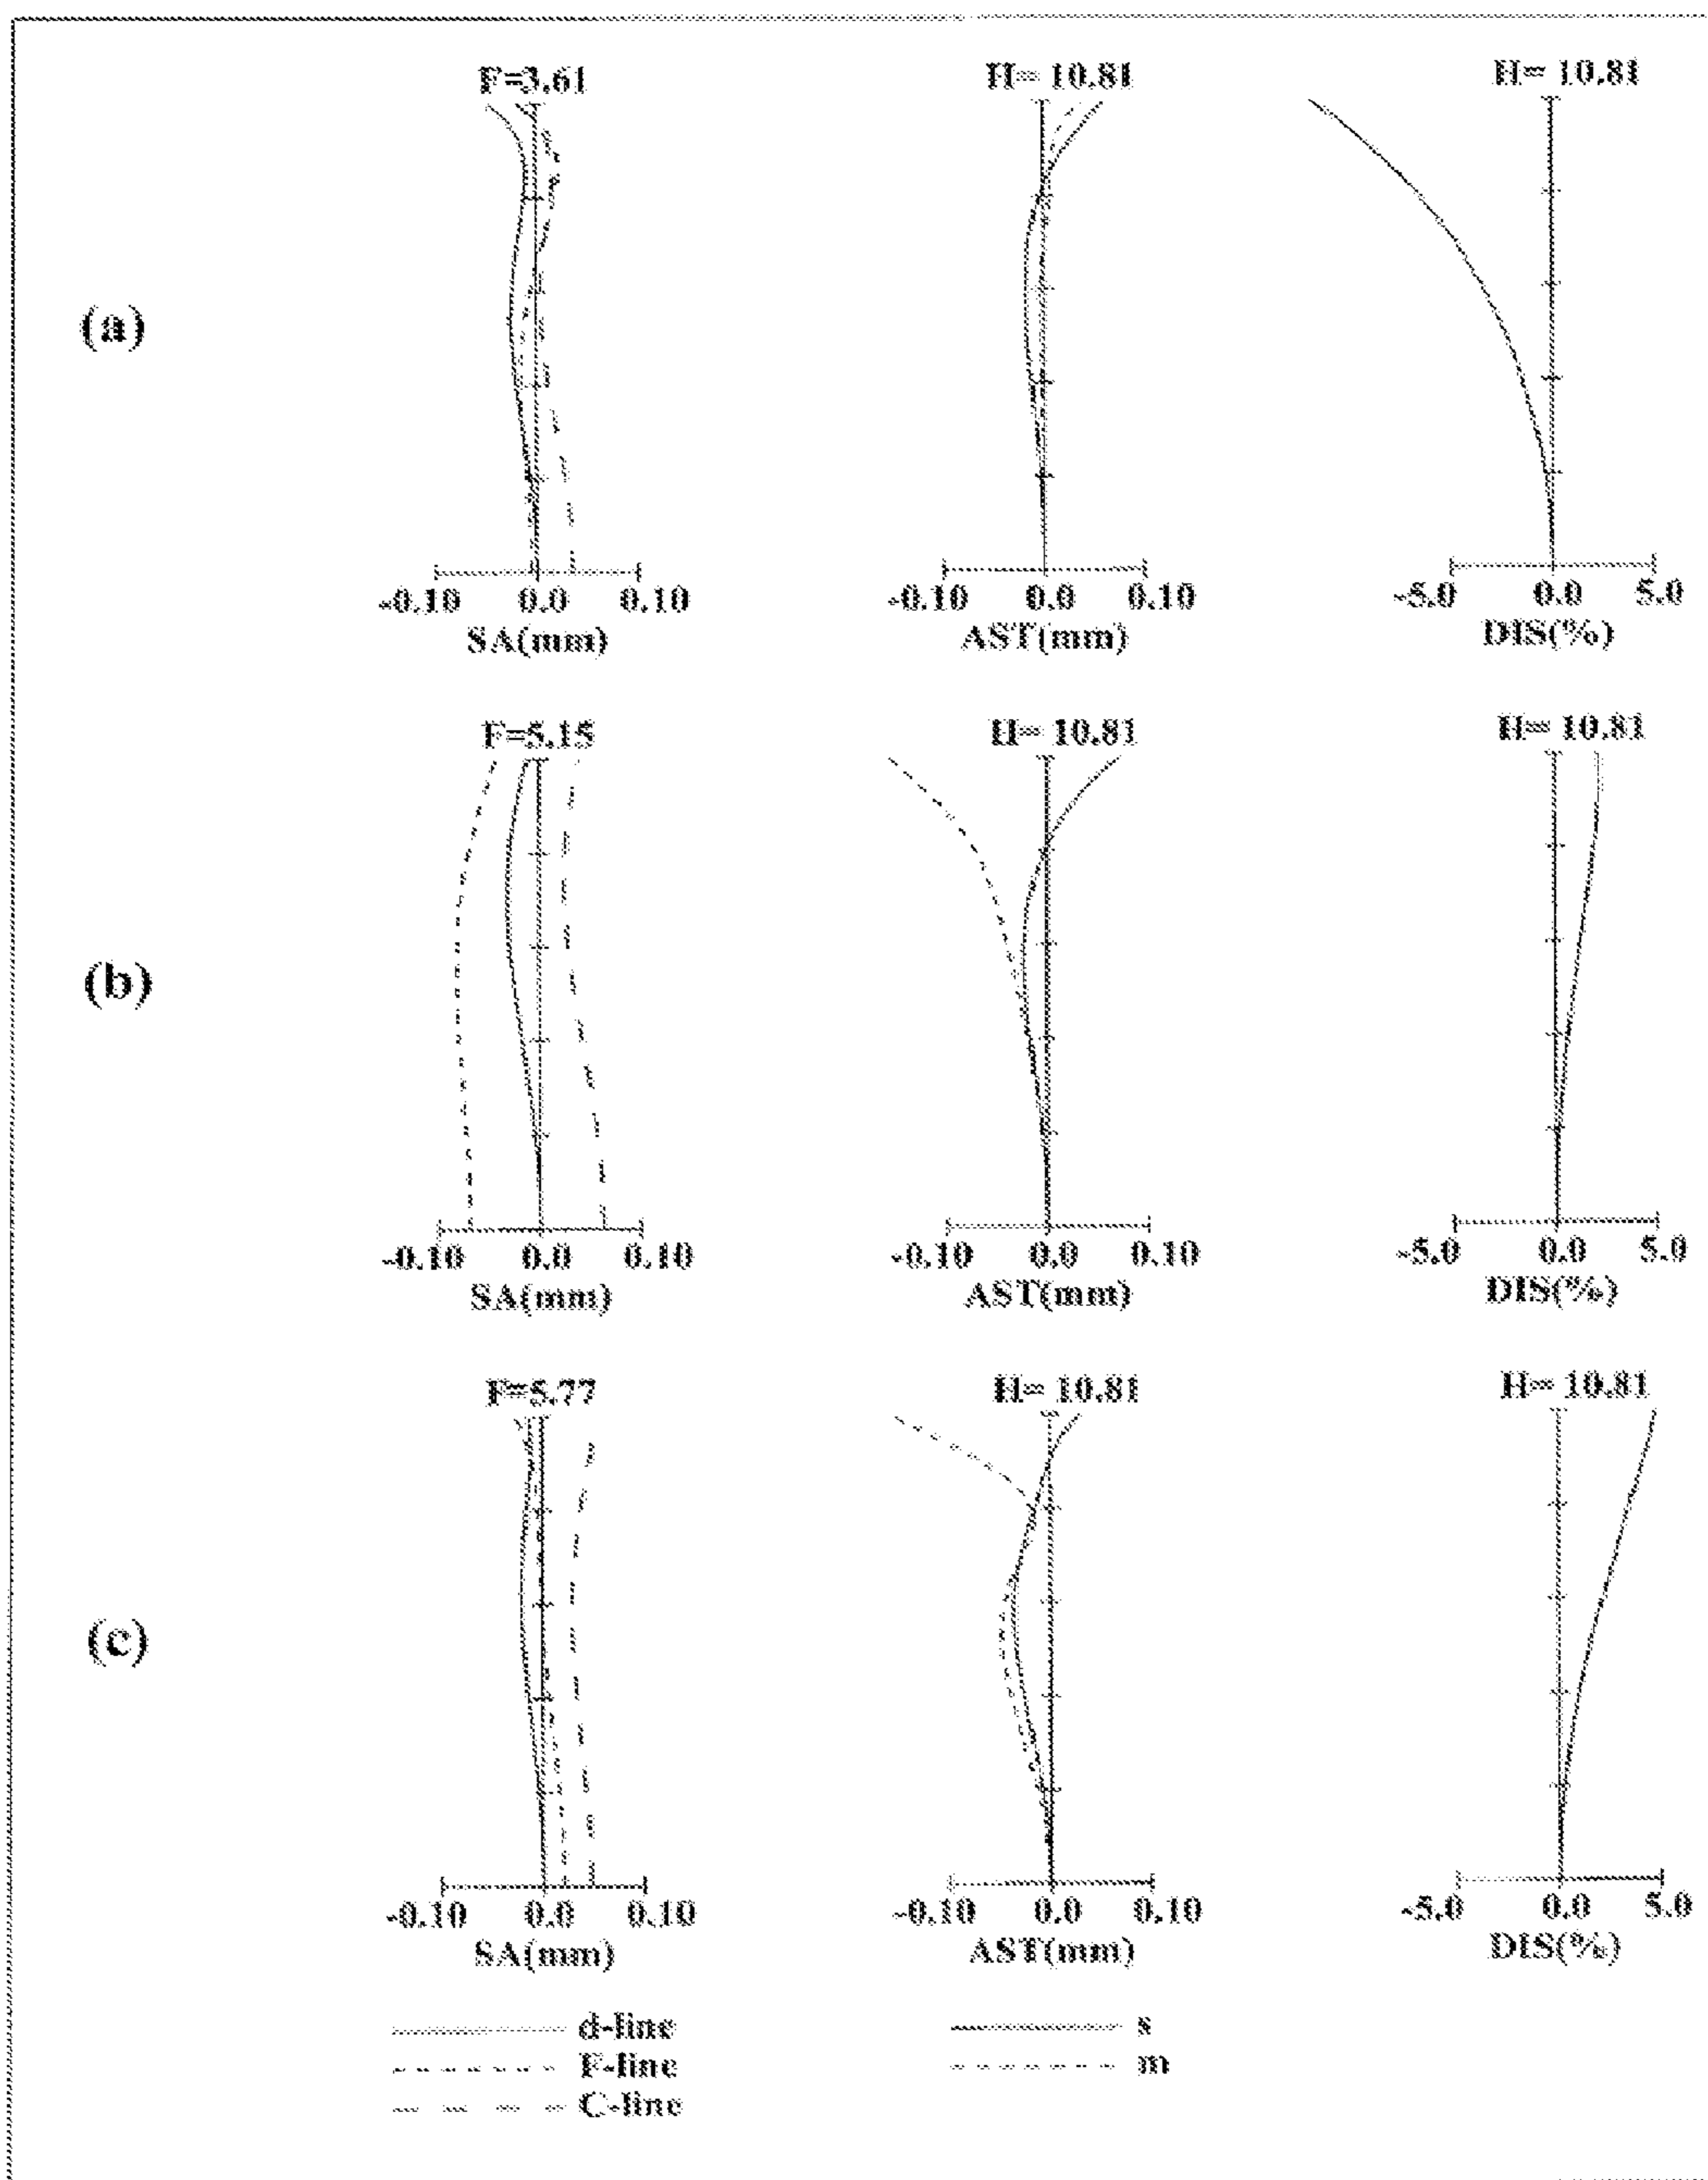 F=3.61 H= 10.81 H= 10.81
(a)
-0.10 0.0 0.10 -0.10 0.0 0.10 -5.0 0.0 5.0
SA(mm) AST(mm) DIS(%)
F=5.15 H= 10.81 H= 10.81
(b)
-0.10 0.0 0.10 -0.10 0.0 0.10 -5.0 0.0 5.0
SA(mm) AST(mm) DIS(%)
F=5.77 H= 10.81 H= 10.81
(c)
-0.10 0.0 0.10 -0.10 0.0 0.10 -5.0 0.0 5.0
SA(mm) AST(mm) DIS(%)
d-line s
F-line m
C-line